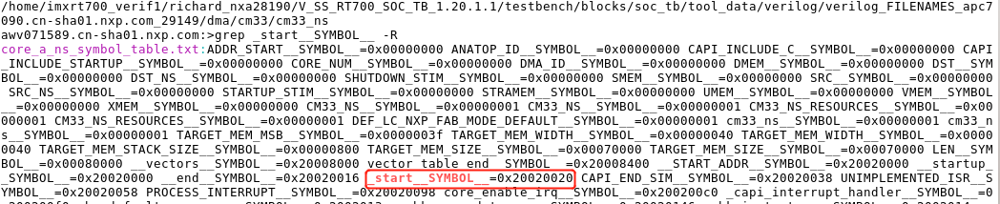 /home/imxrt700_verif1/richard_nxa28190/V_SS_RT700_SOC_TB_1.20.1.1/testbench/blocks/soc_tb/tool_data/verilog/verilog_FILENAMES_apc7
090.cn-sha01.nxp.com_29149/dma/cm33/cm33_ns
awv071589.cn-sha01.nxp.com:>grep _start__SYMBOL__ -R
core_a_ns_symbol_table.txt:ADDR_START__SYMBOL__=0x00000000 ANATOP_ID__SYMBOL__=0x00000000 CAPI_INCLUDE_C__SYMBOL__=0x00000000 CAPI
_INCLUDE_STARTUP__SYMBOL__=0x00000000 CORE_NUM__SYMBOL__=0x00000000 DMA_ID__SYMBOL__=0x00000000 DMEM__SYMBOL__=0x00000000 DST__SYM
BOL__=0x00000000 DST_NS__SYMBOL__=0x00000000 SHUTDOWN_STIM__SYMBOL__=0x00000000 SMEM__SYMBOL__=0x00000000 SRC__SYMBOL__=0x00000000
_SRC_NS__SYMBOL__=0x00000000 STARTUP_STIM__SYMBOL__=0x00000000 STRAMEM__SYMBOL__=0x00000000 UMEM__SYMBOL__=0x00000000 VMEM__SYMBOL
__=0x00000000 XMEM__SYMBOL__=0x00000000 CM33_NS__SYMBOL__=0x00000001 CM33_NS__SYMBOL__=0x00000001 CM33_NS_RESOURCES__SYMBOL__=0x00
000001 CM33_NS_RESOURCES__SYMBOL__=0x00000001 DEF_LC_NXP_FAB_MODE_DEFAULT__SYMBOL__=0x00000001 cm33_ns__SYMBOL__=0x00000001 cm33_n
s__SYMBOL__=0x00000001 TARGET_MEM_MSB__SYMBOL__=0x0000003f TARGET_MEM_WIDTH__SYMBOL__=0x00000040 TARGET_MEM_WIDTH__SYMBOL__=0x0000
0040 TARGET_MEM_STACK_SIZE__SYMBOL__=0x00000800 TARGET_MEM_SIZE__SYMBOL__=0x00070000 TARGET_MEM_SIZE__SYMBOL__=0x00070000 LEN__SYM
BOL__=0x00080000 __vectors__SYMBOL__=0x20008000 vector_table_end__SYMBOL__=0x20008400 __START_ADDR__SYMBOL__=0x20020000 __startup_
_SYMBOL__=0x20020000 __end__SYMBOL__=0x20020016 _start__SYMBOL__=0x20020020 CAPI_END_SIM__SYMBOL__=0x20020038 UNIMPLEMENTED_ISR__S
YMBOL__=0x20020058 PROCESS_INTERRUPT__SYMBOL__=0x20020098 core_enable_irq__SYMBOL__=0x200200c0 _capi_interrupt_handler__SYMBOL__=0